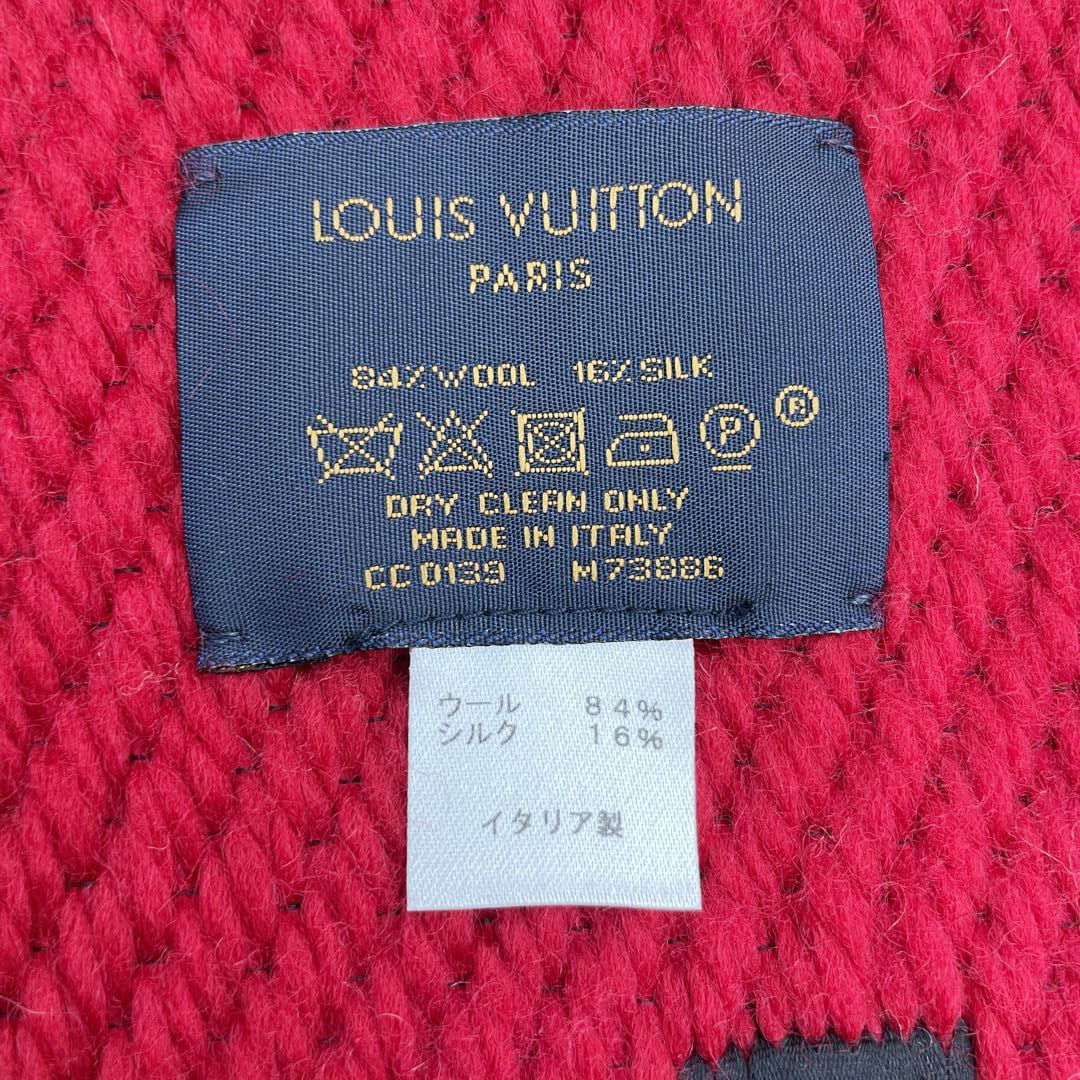 LOUIS VUITTON
PARIS
84% WOOL 16% SILK
P ®
DRY CLEAN ONLY
MADE IN ITALY
CC0139 M73886
ウール 84%
シルク 16%
イタリア製